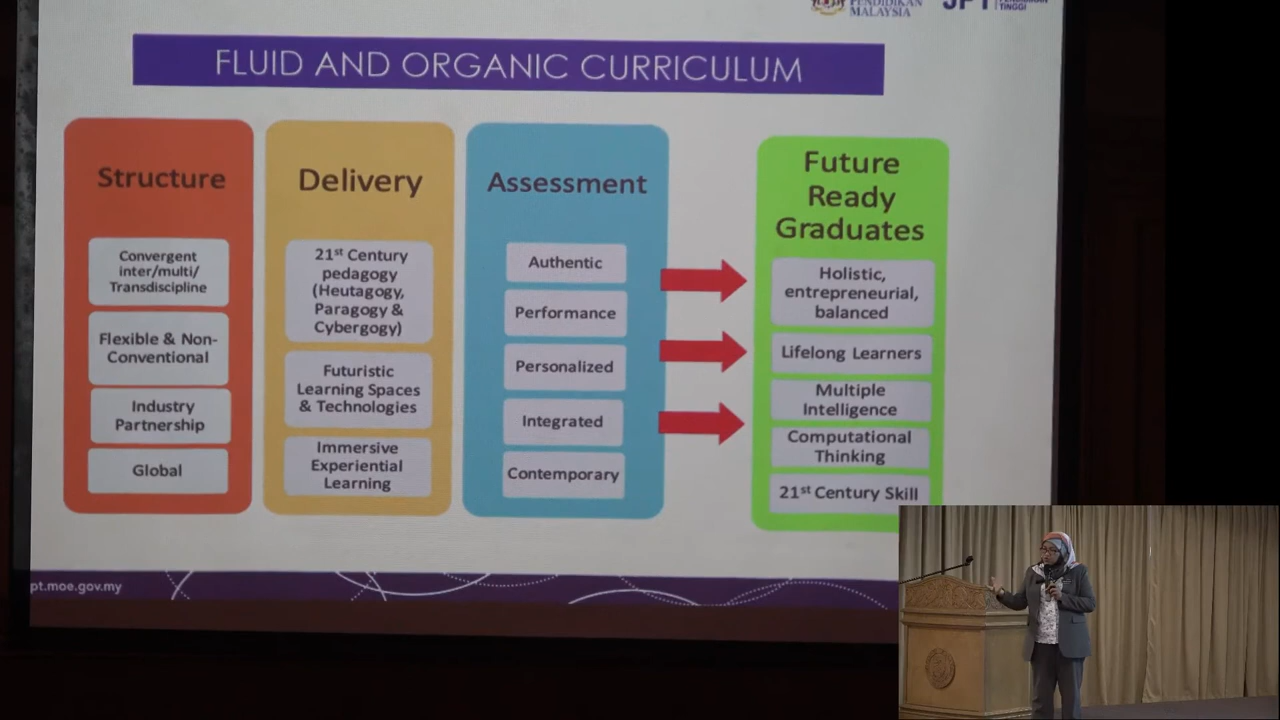 PENDIDIKAN
MALAYSIA
JPT
TINGGI
FLUID AND ORGANIC CURRICULUM
Structure
Convergent
inter/multi/
Transdiscipline
Flexible & Non-
Conventional
Industry
Partnership
Global
Delivery
21st Century
pedagogy
(Heutagogy,
Paragogy &
Cybergogy)
Futuristic
Learning Spaces
& Technologies
Immersive
Experiential
Learning
Assessment
Authentic
Performance
Personalized
Integrated
Contemporary
Future
Ready
Graduates
Holistic,
entrepreneurial,
balanced
Lifelong Learners
Multiple
Intelligence
Computational
Thinking
21st Century Skill
pt.moe.gov.my